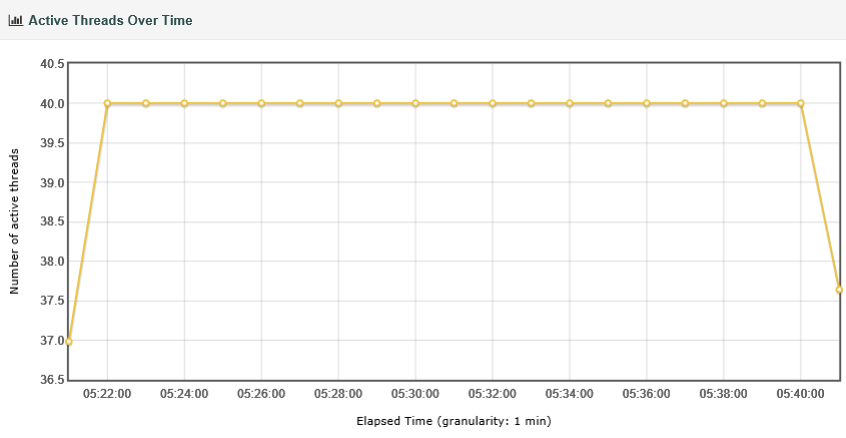 Active Threads Over Time
40.5
40.0
39.5
39.0
38.5
38.0
37.5
37.0
36.5
Number of active threads
05:22:00 05:24:00 05:26:00 05:28:00 05:30:00 05:32:00 05:34:00 05:36:00 05:38:00 05:40:00
Elapsed Time (granularity: 1 min)